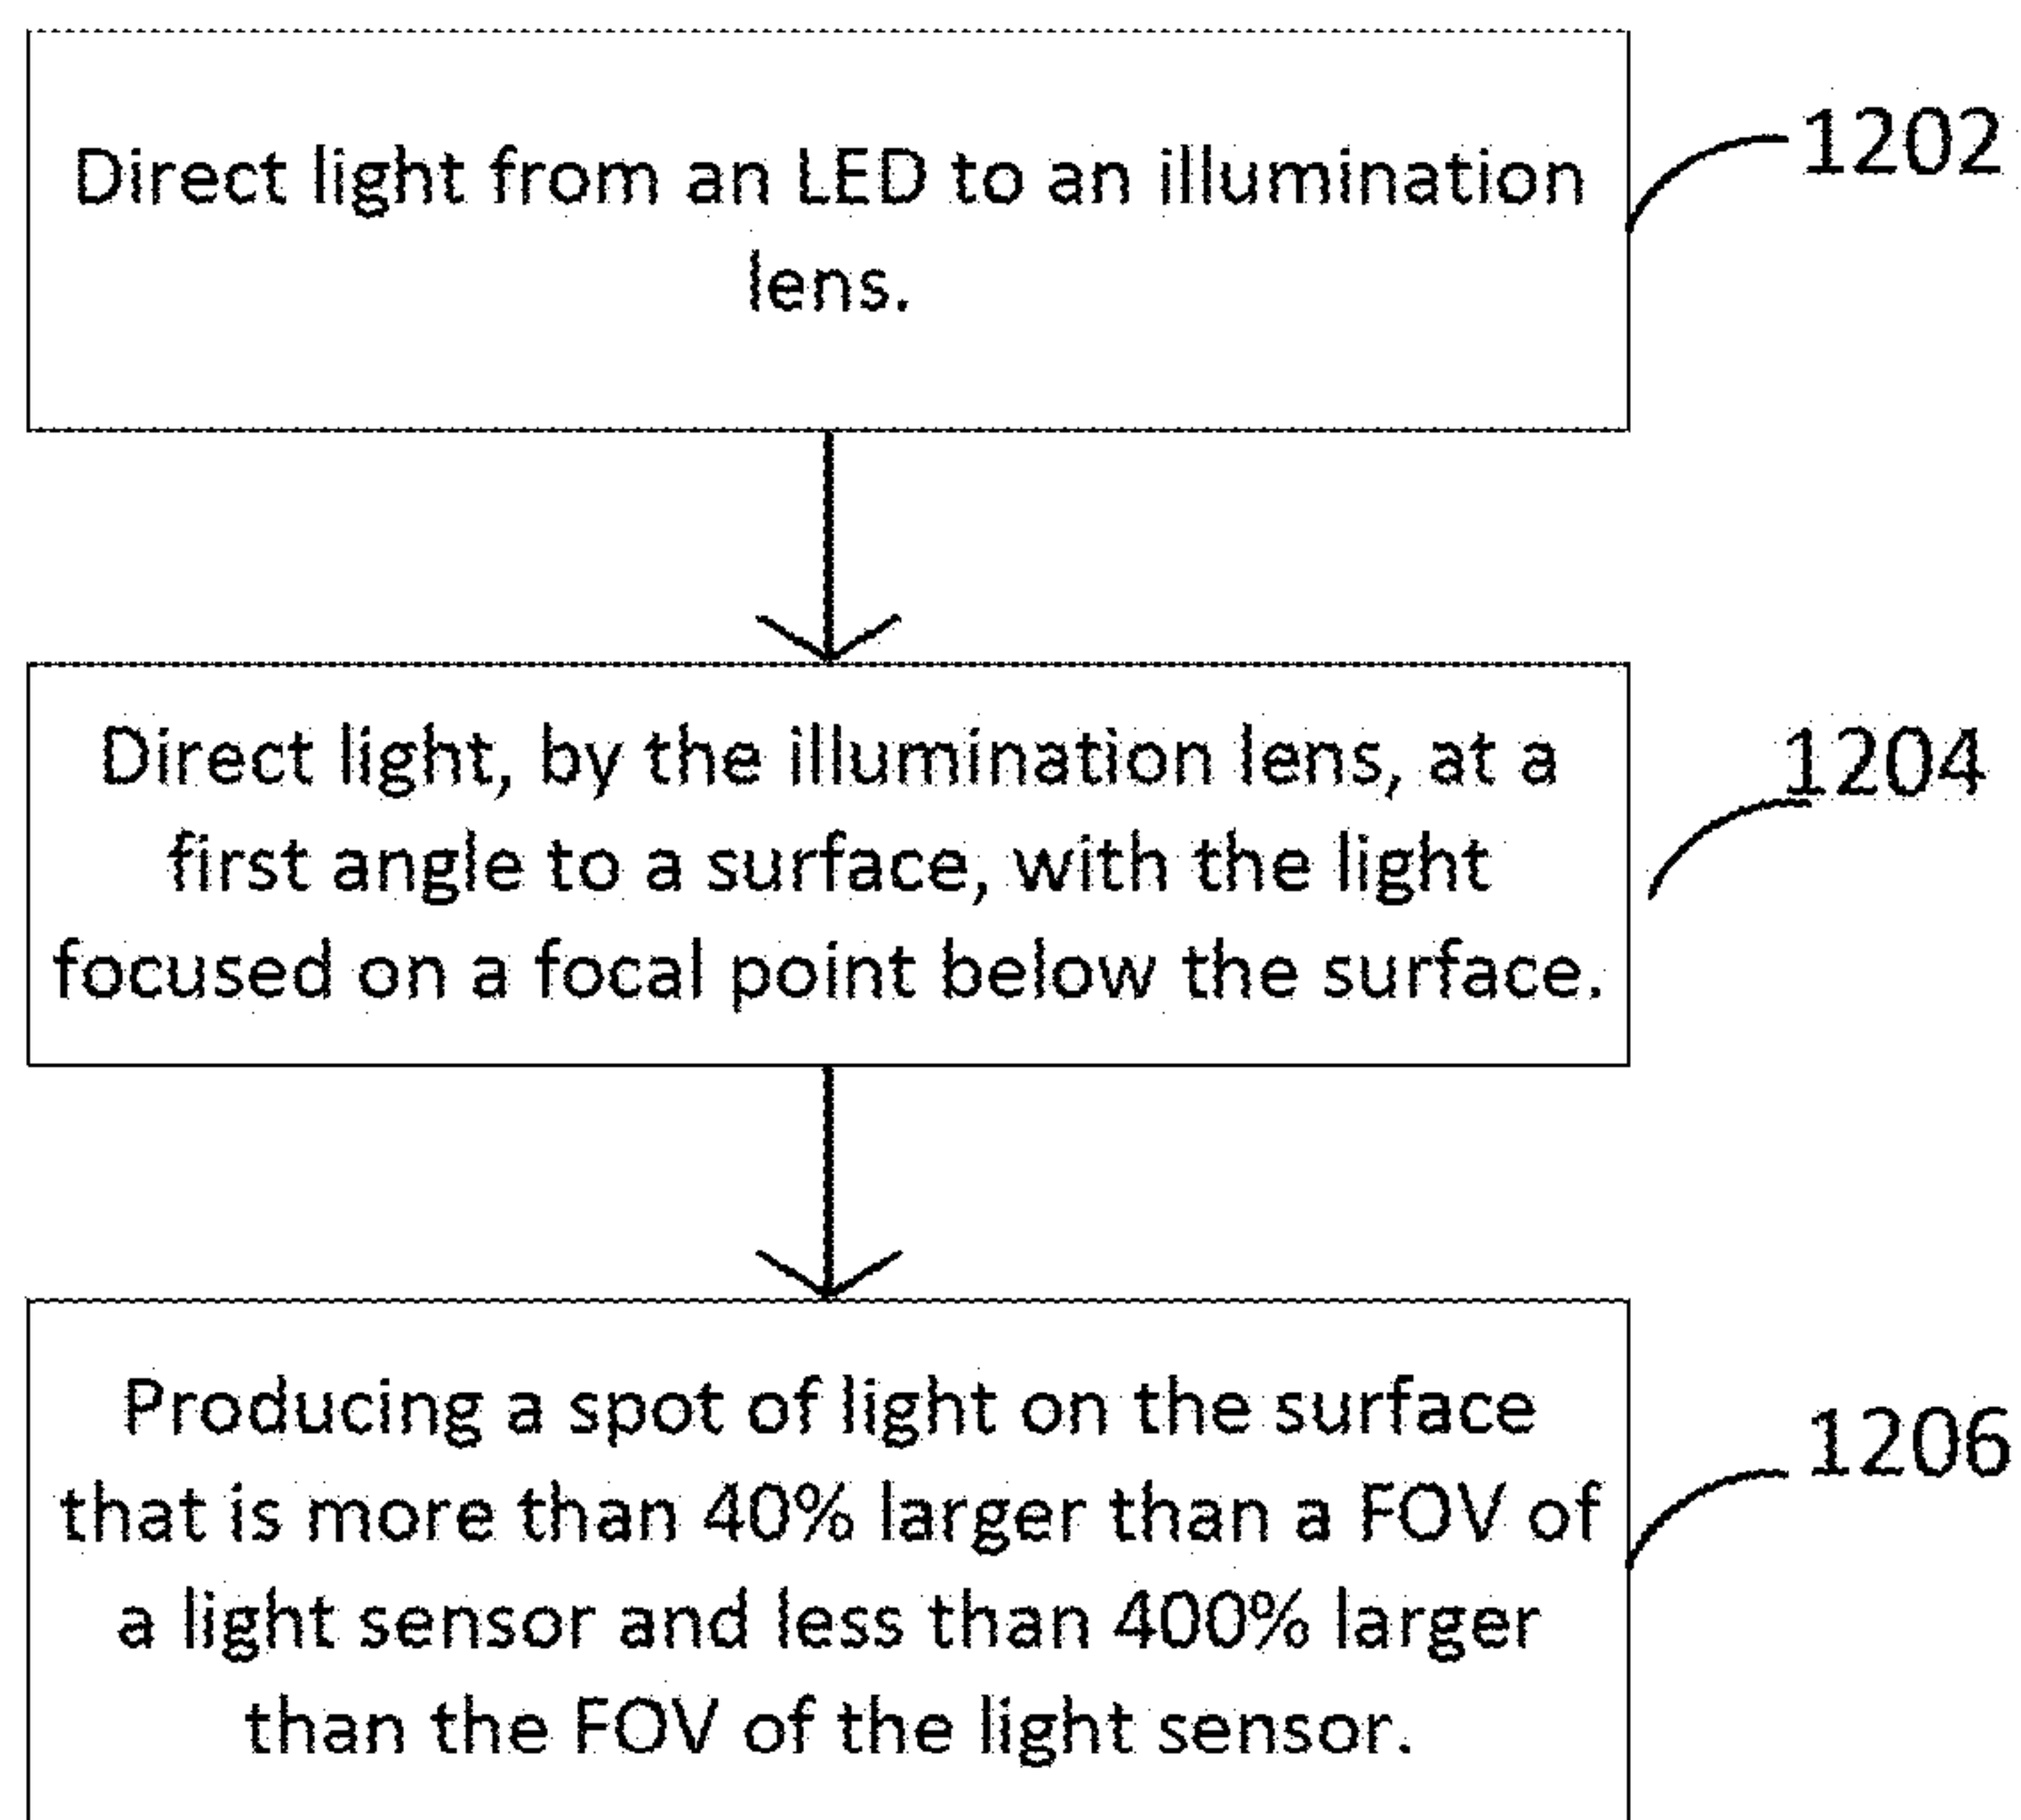 Direct light from an LED to an illumination
lens.
1202
Direct light, by the illumination lens, at a
first angle to a surface, with the light
focused on a focal point below the surface.
1204
Producing a spot of light on the surface
that is more than 40% larger than a FOV of
a light sensor and less than 400% larger
than the FOV of the light sensor.
1206